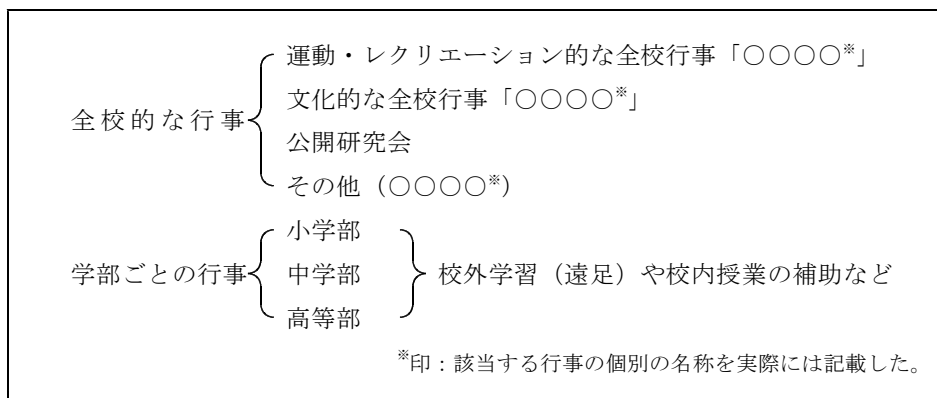 運動・レクリエーション的な全校行事「○○○○※」
文化的な全校行事「○○○○※」
全校的な行事
公開研究会
その他（○○○○※）
小学部
学部ごとの行事
中学部
校外学習（遠足）や校内授業の補助など
高等部
※印：該当する行事の個別の名称を実際には記載した。